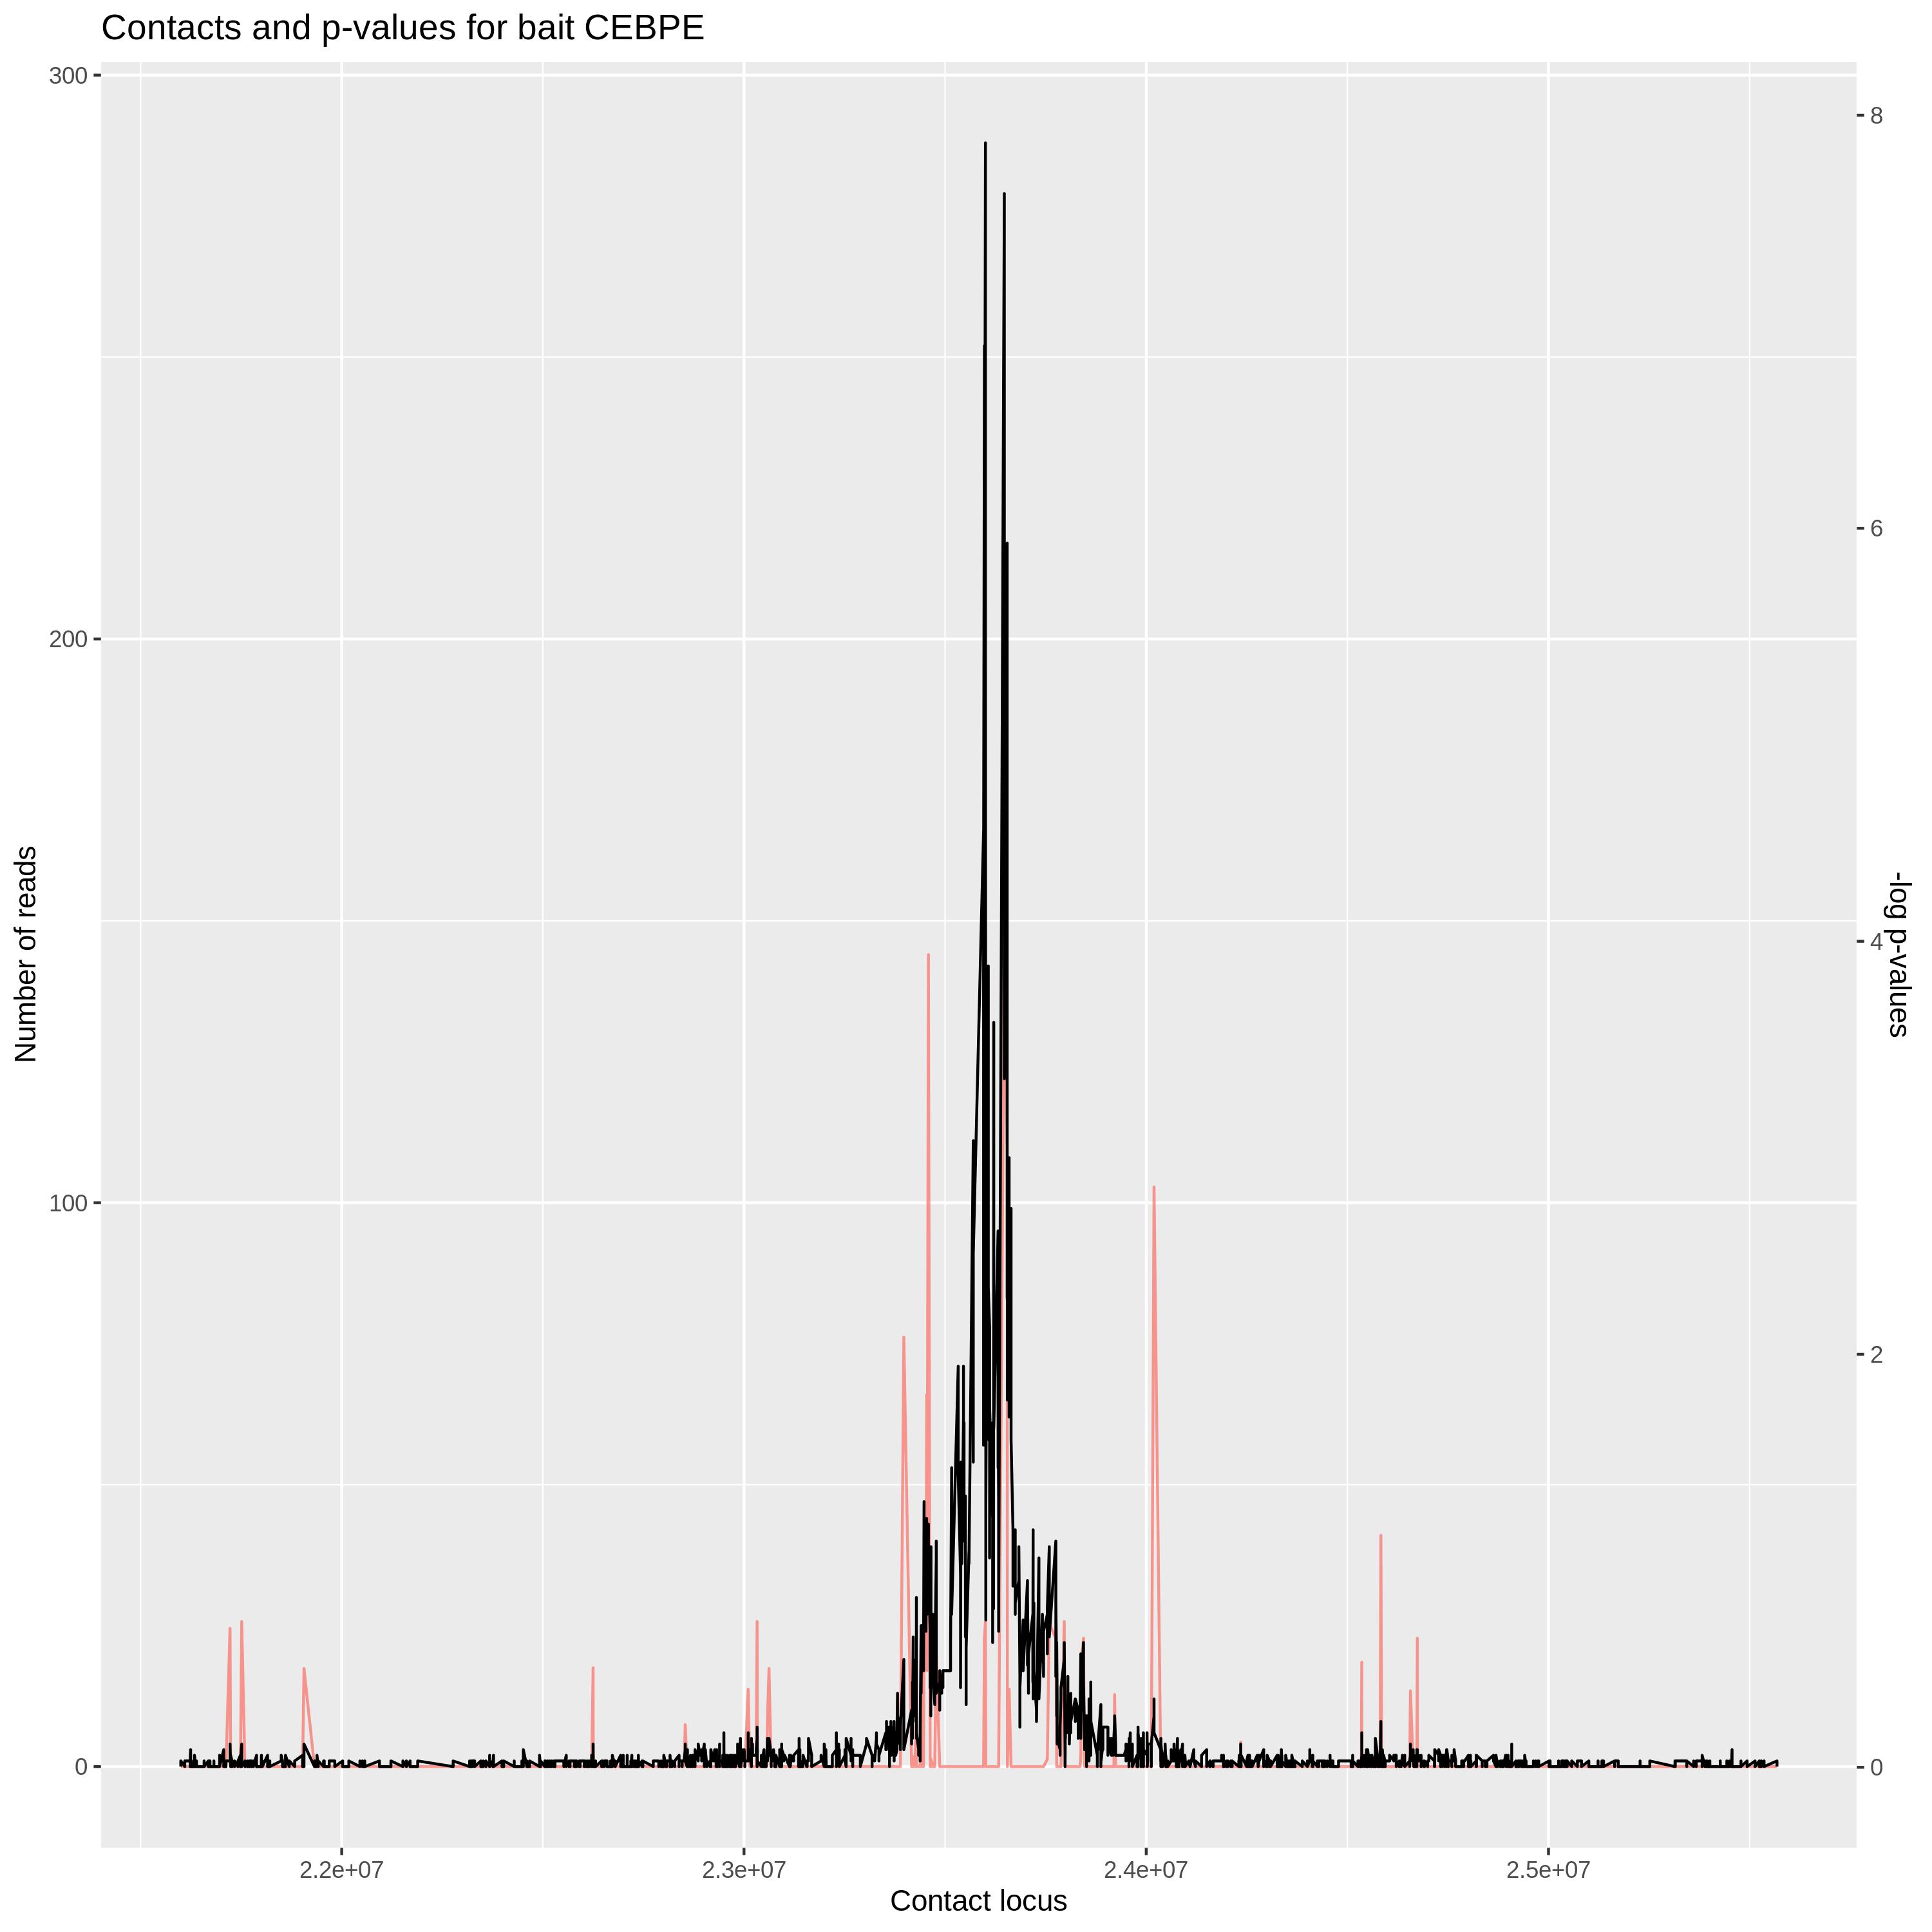 Contacts and p-values for bait CEBPE
300
200
100
0
Number of reads
8
6
4
2
0
-log p-values
2.2e+07
2.3e+07
2.4e+07
2.5e+07
Contact locus